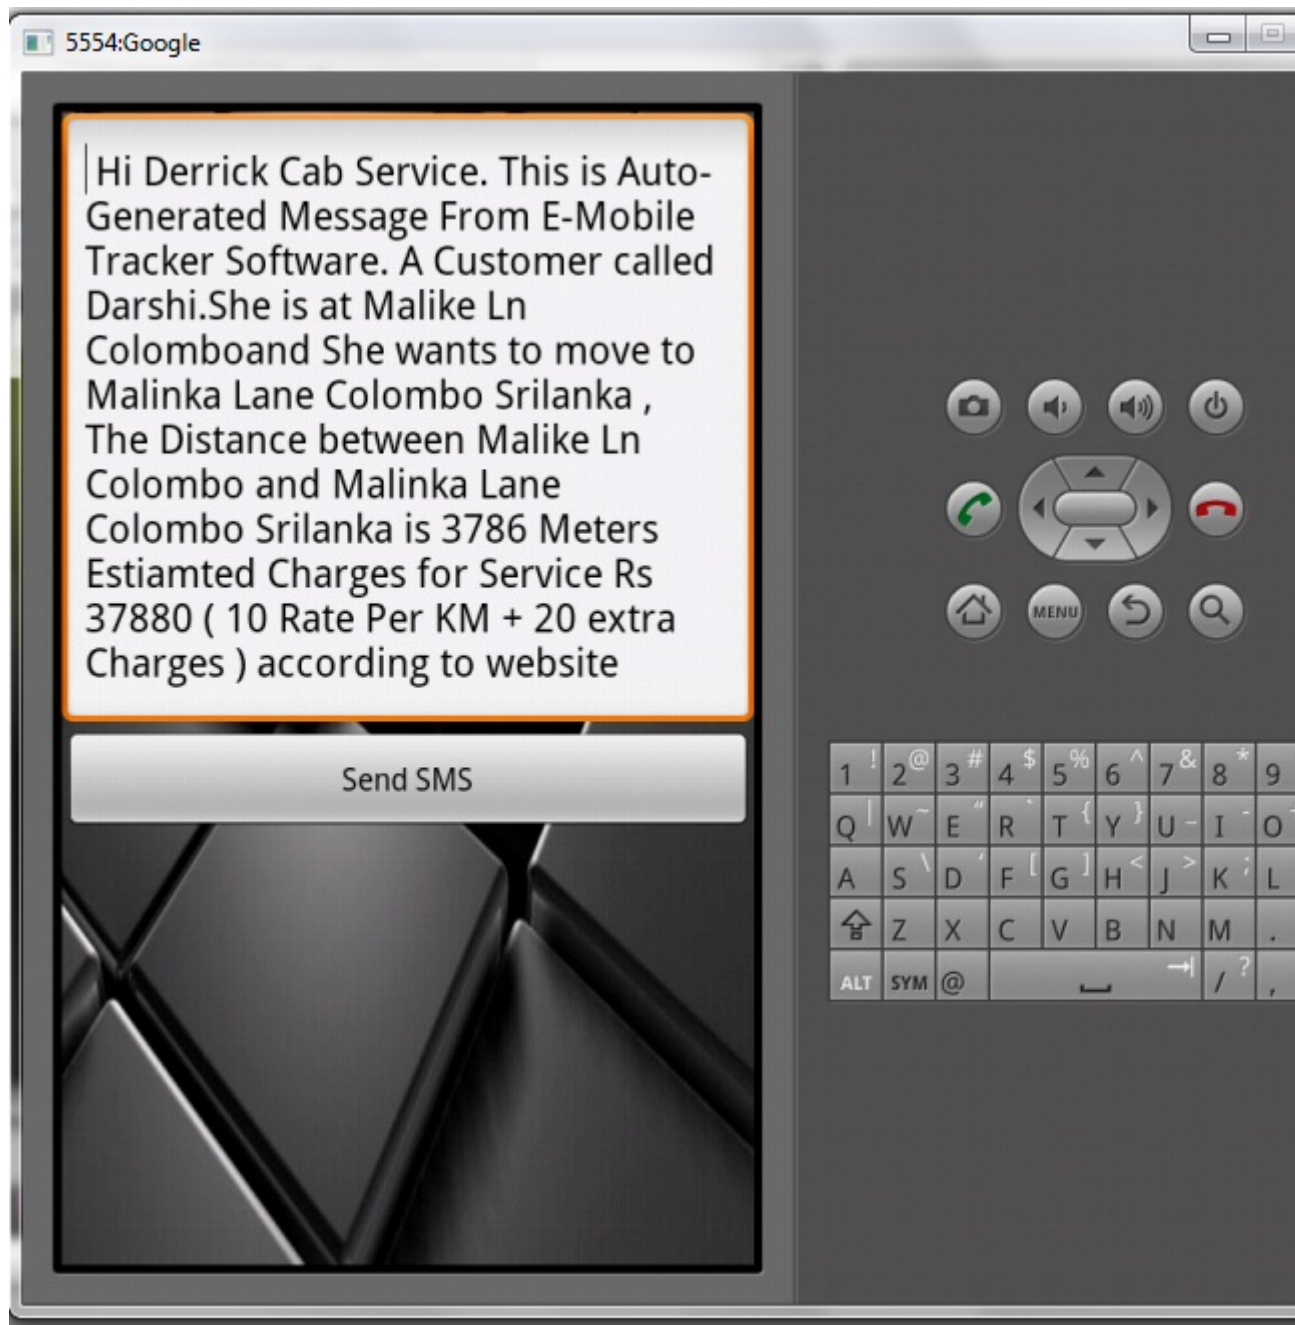 5554:Google
Hi Derrick Cab Service. This is Auto-
Generated Message From E-Mobile
Tracker Software. A Customer called
Darshi.She is at Malike Ln
Colomboand She wants to move to
Malinka Lane Colombo Srilanka ,
The Distance between Malike Ln
Colombo and Malinka Lane
Colombo Srilanka is 3786 Meters
Estiamted Charges for Service Rs
37880 ( 10 Rate Per KM + 20 extra
Charges ) according to website
Send SMS
MENU
1 ! 2 @ 3 # 4 $ 5 % 6 ^ 7 & 8 * 9
Q | W ~ E " R ` T { Y } U _ I - O
A S \ D ' F [ G ] H < J > K ; L
Z X C V B N M .
ALT SYM @ / ? ,